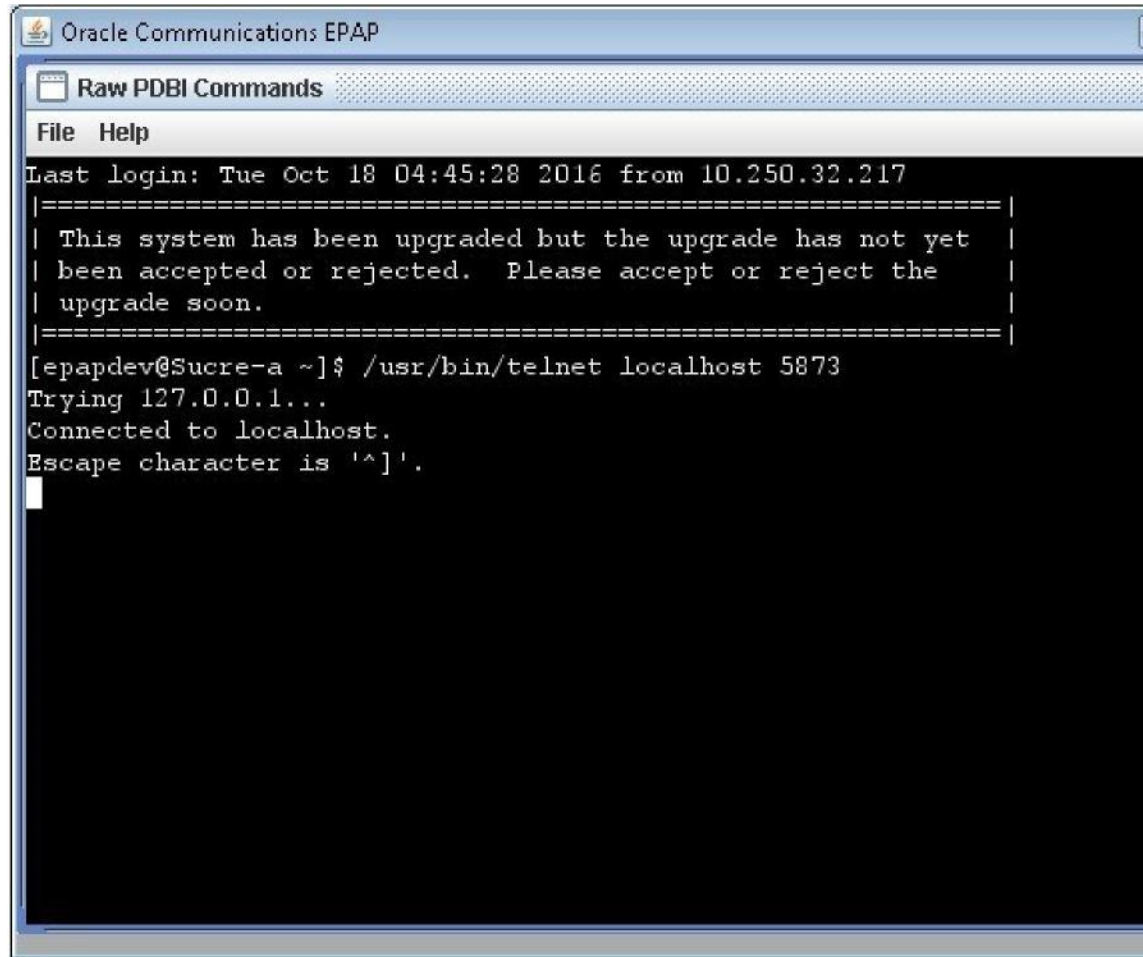 Oracle Communications EPAP
Raw PDBI Commands
File Help
Last login: Tue Oct 18 04:45:28 2016 from 10.250.32.217
|============================================================|
| This system has been upgraded but the upgrade has not yet |
| been accepted or rejected. Please accept or reject the |
| upgrade soon. |
|============================================================|
[epapdev@Sucre-a ~]$ /usr/bin/telnet localhost 5873
Trying 127.0.0.1...
Connected to localhost.
Escape character is '^]'.